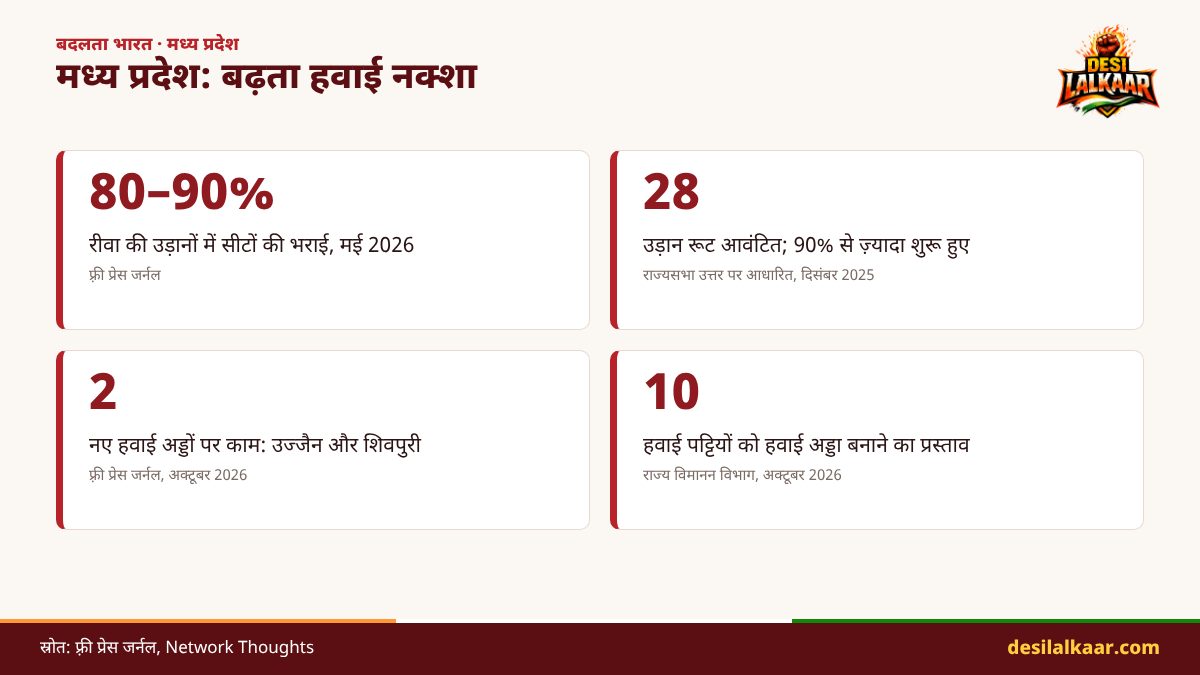 बदलता भारत · मध्य प्रदेश
मध्य प्रदेश: बढ़ता हवाई नक्शा
DESI
LALKAAR
80–90%
रीवा की उड़ानों में सीटों की भराई, मई 2026
फ़्री प्रेस जर्नल
28
उड़ान रूट आवंटित; 90% से ज़्यादा शुरू हुए
राज्यसभा उत्तर पर आधारित, दिसंबर 2025
2
नए हवाई अड्डों पर काम: उज्जैन और शिवपुरी
फ़्री प्रेस जर्नल, अक्टूबर 2026
10
हवाई पट्टियों को हवाई अड्डा बनाने का प्रस्ताव
राज्य विमानन विभाग, अक्टूबर 2026
स्रोत: फ़्री प्रेस जर्नल, Network Thoughts
desilalkaar.com